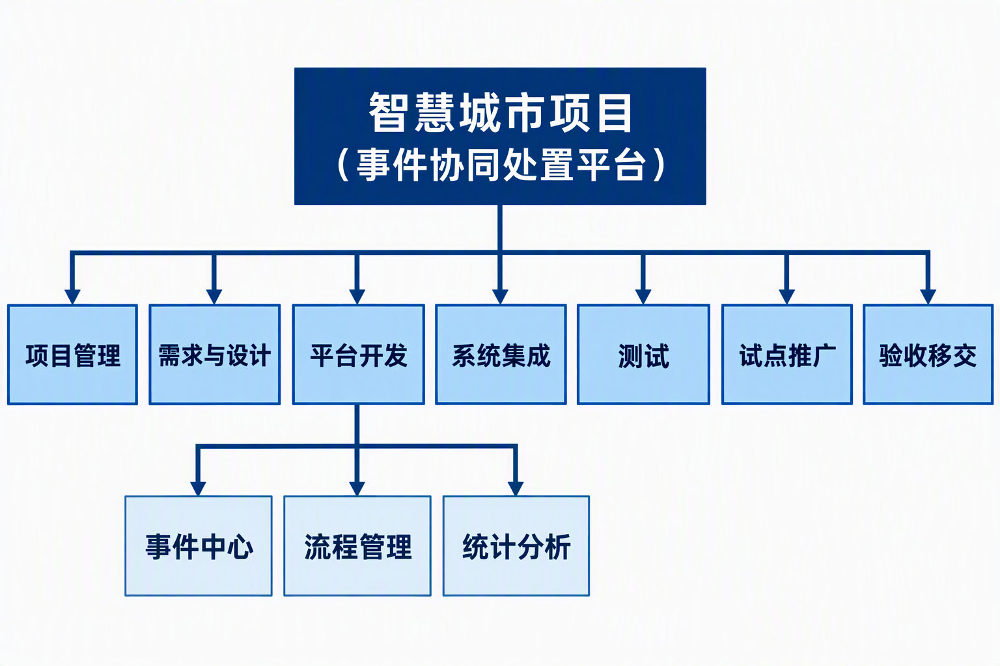 智慧城市项目
（事件协同处置平台）
项目管理
需求与设计
平台开发
系统集成
测试
试点推广
验收移交
事件中心
流程管理
统计分析